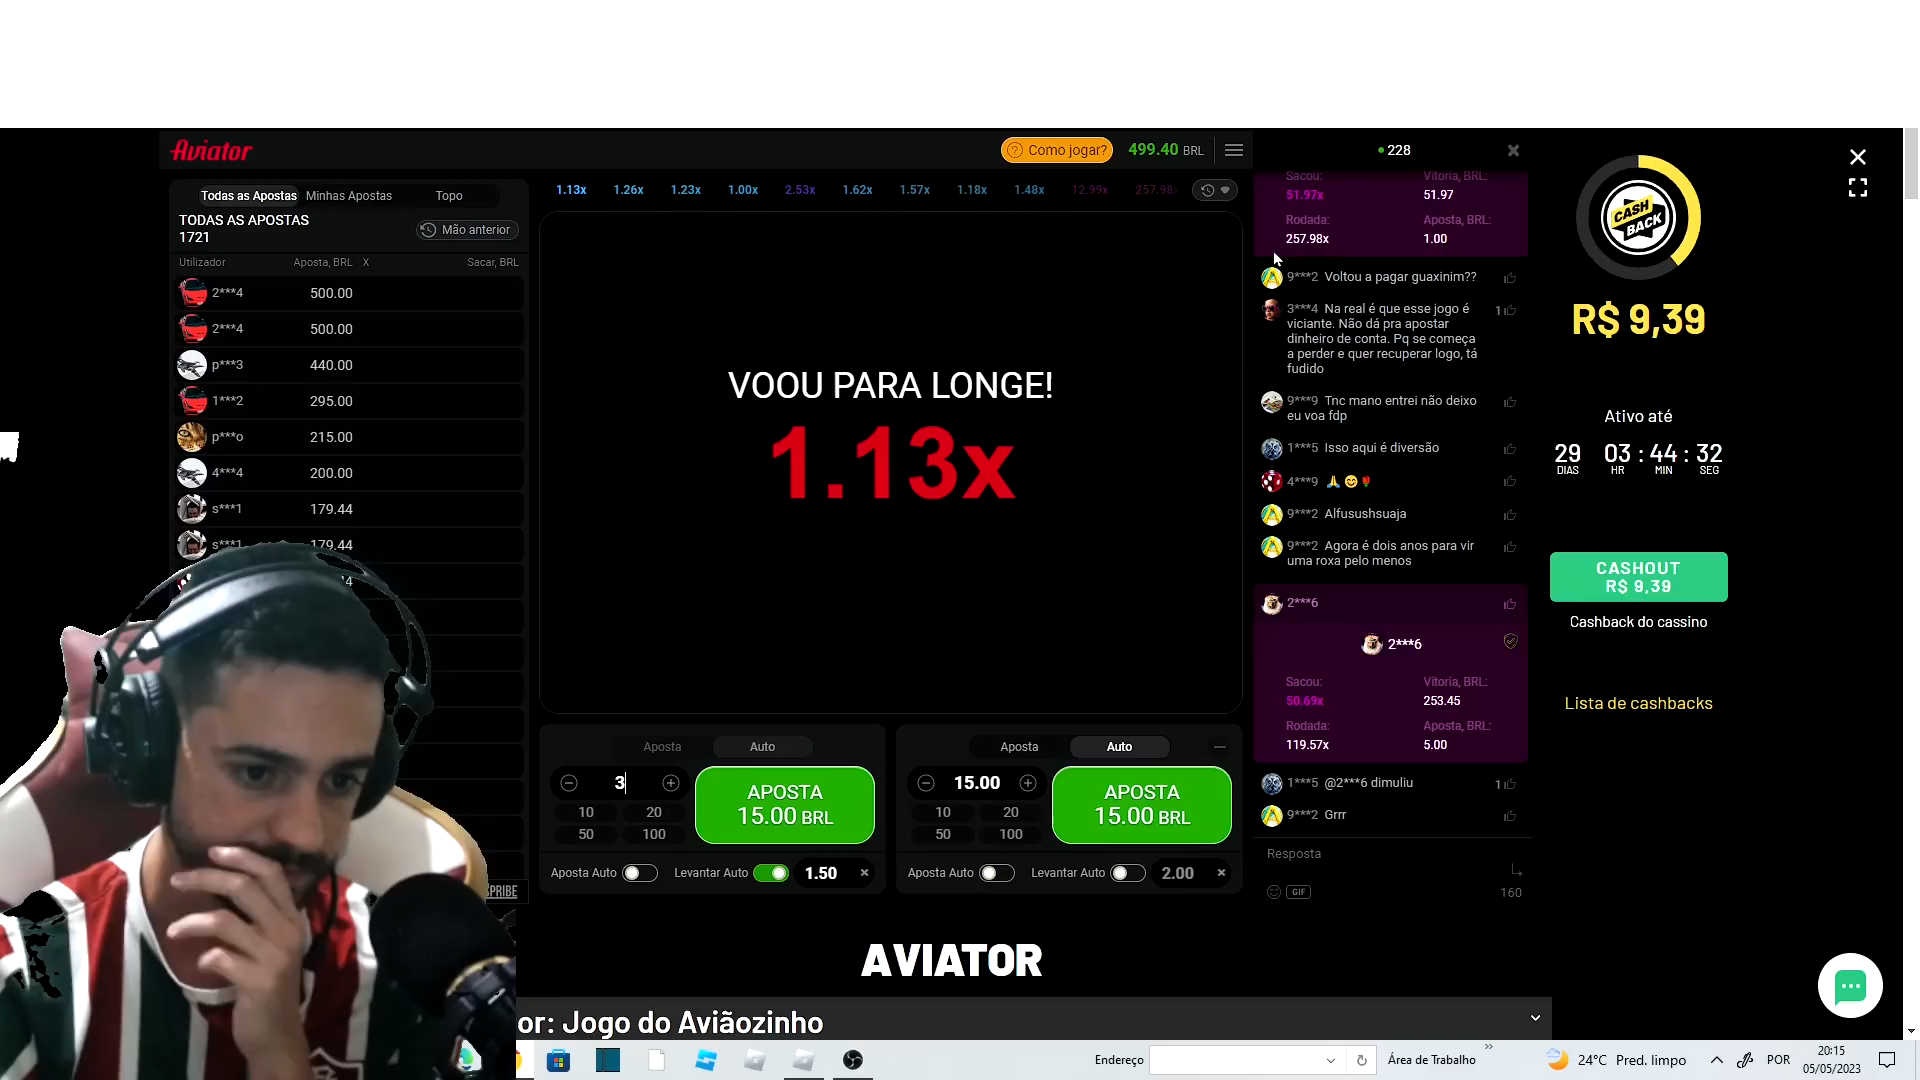 Aviator
Como jogar?
499.40 BRL
228
1.13x 1.26x 1.23x 1.00x 2.53x 1.62x 1.57x 1.18x 1.48x 12.99x 257.98x
Todas as Apostas Minhas Apostas Topo
TODAS AS APOSTAS
1721
Mão anterior
Utilizador Aposta, BRL X Sacar, BRL
2***4 500.00
2***4 500.00
p***3 440.00
1***2 295.00
p***o 215.00
4***4 200.00
s***1 179.44
s***1 179.44
VOOU PARA LONGE!
1.13x
Aposta Auto
3
10 20
50 100
APOSTA
15.00 BRL
Aposta Auto Levantar Auto 1.50
Aposta Auto
15.00
10 20
50 100
APOSTA
15.00 BRL
Aposta Auto Levantar Auto 2.00
Sacou: Vitoria, BRL:
51.97x 51.97
Rodada: Aposta, BRL:
257.98x 1.00
9***2 Voltou a pagar guaxinim??
3***4 Na real é que esse jogo é
viciante. Não dá pra apostar
dinheiro de conta. Pq se começa
a perder e quer recuperar logo, tá
fudido
1
9***9 Tnc mano entrei não deixo
eu voa fdp
1***5 Isso aqui é diversão
4***9 🙏😊🌹
9***2 Alfusushsuaja
9***2 Agora é dois anos para vir
uma roxa pelo menos
2***6
2***6
Sacou: Vitoria, BRL:
50.69x 253.45
Rodada: Aposta, BRL:
119.57x 5.00
1***5 @2***6 dimuliu 1
9***2 Grrr
Resposta
GIF 160
CASH
BACK
R$ 9,39
Ativo até
29 03 : 44 : 32
DIAS HR MIN SEG
CASHOUT
R$ 9,39
Cashback do cassino
Lista de cashbacks
PRIBE
AVIATOR
or: Jogo do Aviãozinho
Endereço
Área de Trabalho
24°C Pred. limpo
POR
20:15
05/05/2023